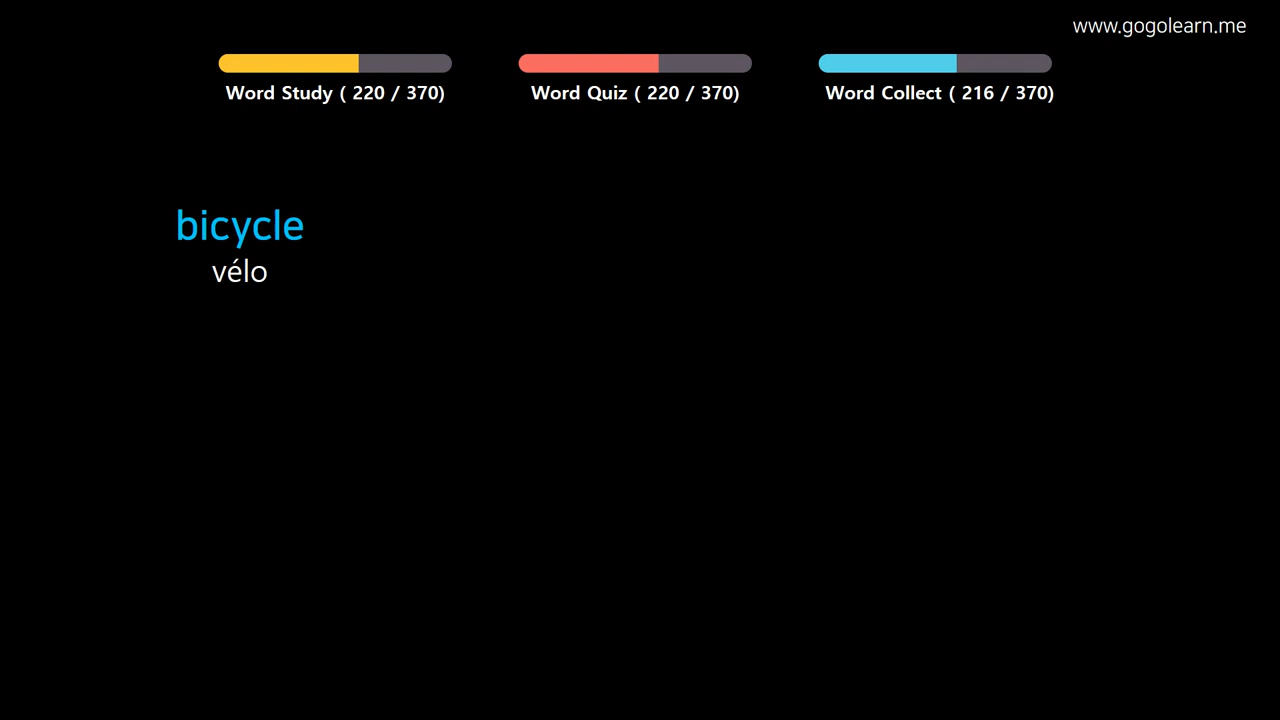 www.gogolearn.me
Word Study ( 220 / 370)
Word Quiz ( 220 / 370)
Word Collect ( 216 / 370)
bicycle
vélo